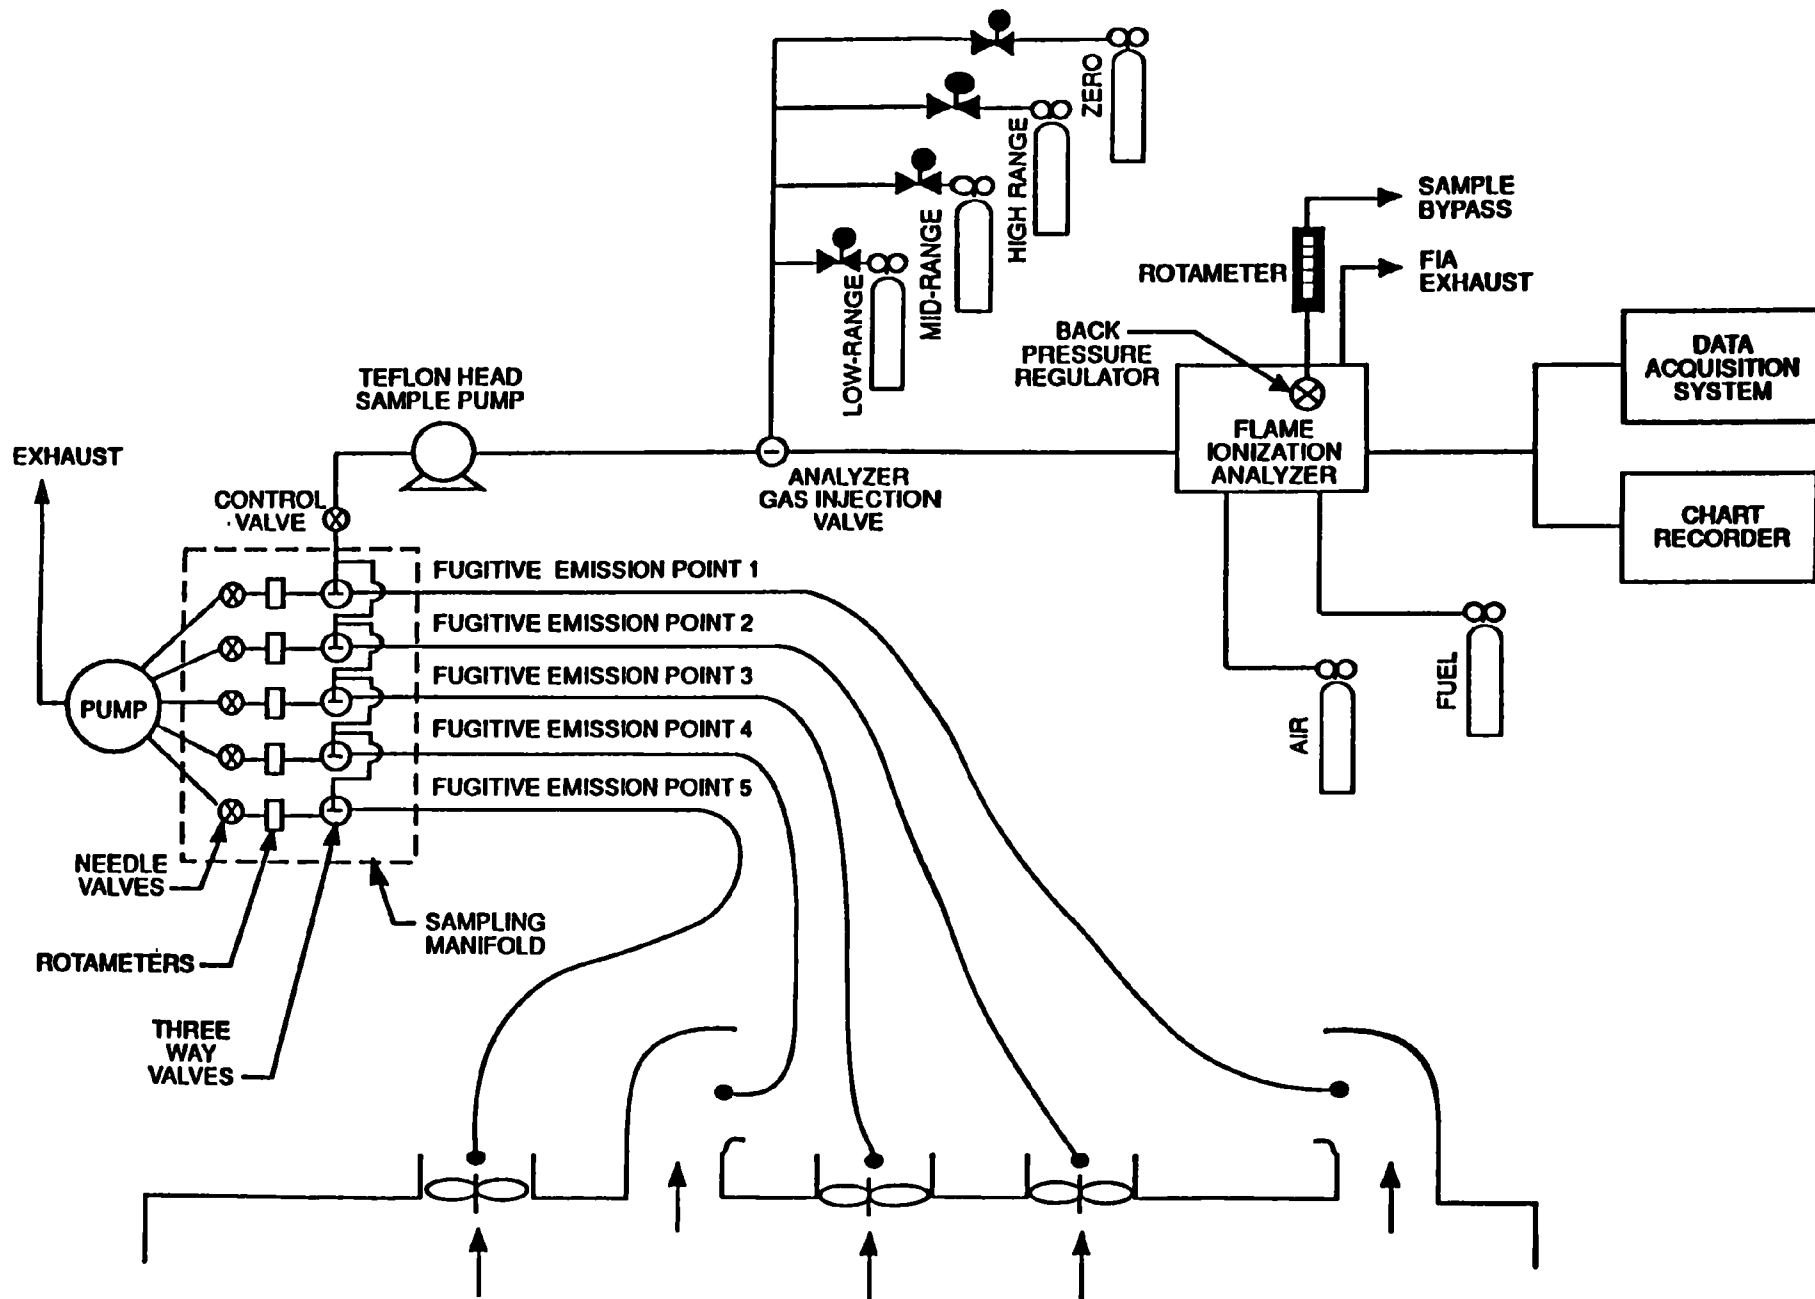 ZERO
HIGH RANGE
MID-RANGE
LOW-RANGE
SAMPLE
BYPASS
ROTAMETER
FIA
EXHAUST
BACK
PRESSURE
REGULATOR
DATA
ACQUISITION
SYSTEM
TEFLON HEAD
SAMPLE PUMP
FLAME
IONIZATION
ANALYZER
EXHAUST
ANALYZER
GAS INJECTION
VALVE
CONTROL
VALVE
CHART
RECORDER
FUGITIVE EMISSION POINT 1
FUGITIVE EMISSION POINT 2
FUGITIVE EMISSION POINT 3
FUGITIVE EMISSION POINT 4
FUGITIVE EMISSION POINT 5
PUMP
AIR
FUEL
NEEDLE
VALVES
SAMPLING
MANIFOLD
ROTAMETERS
THREE
WAY
VALVES